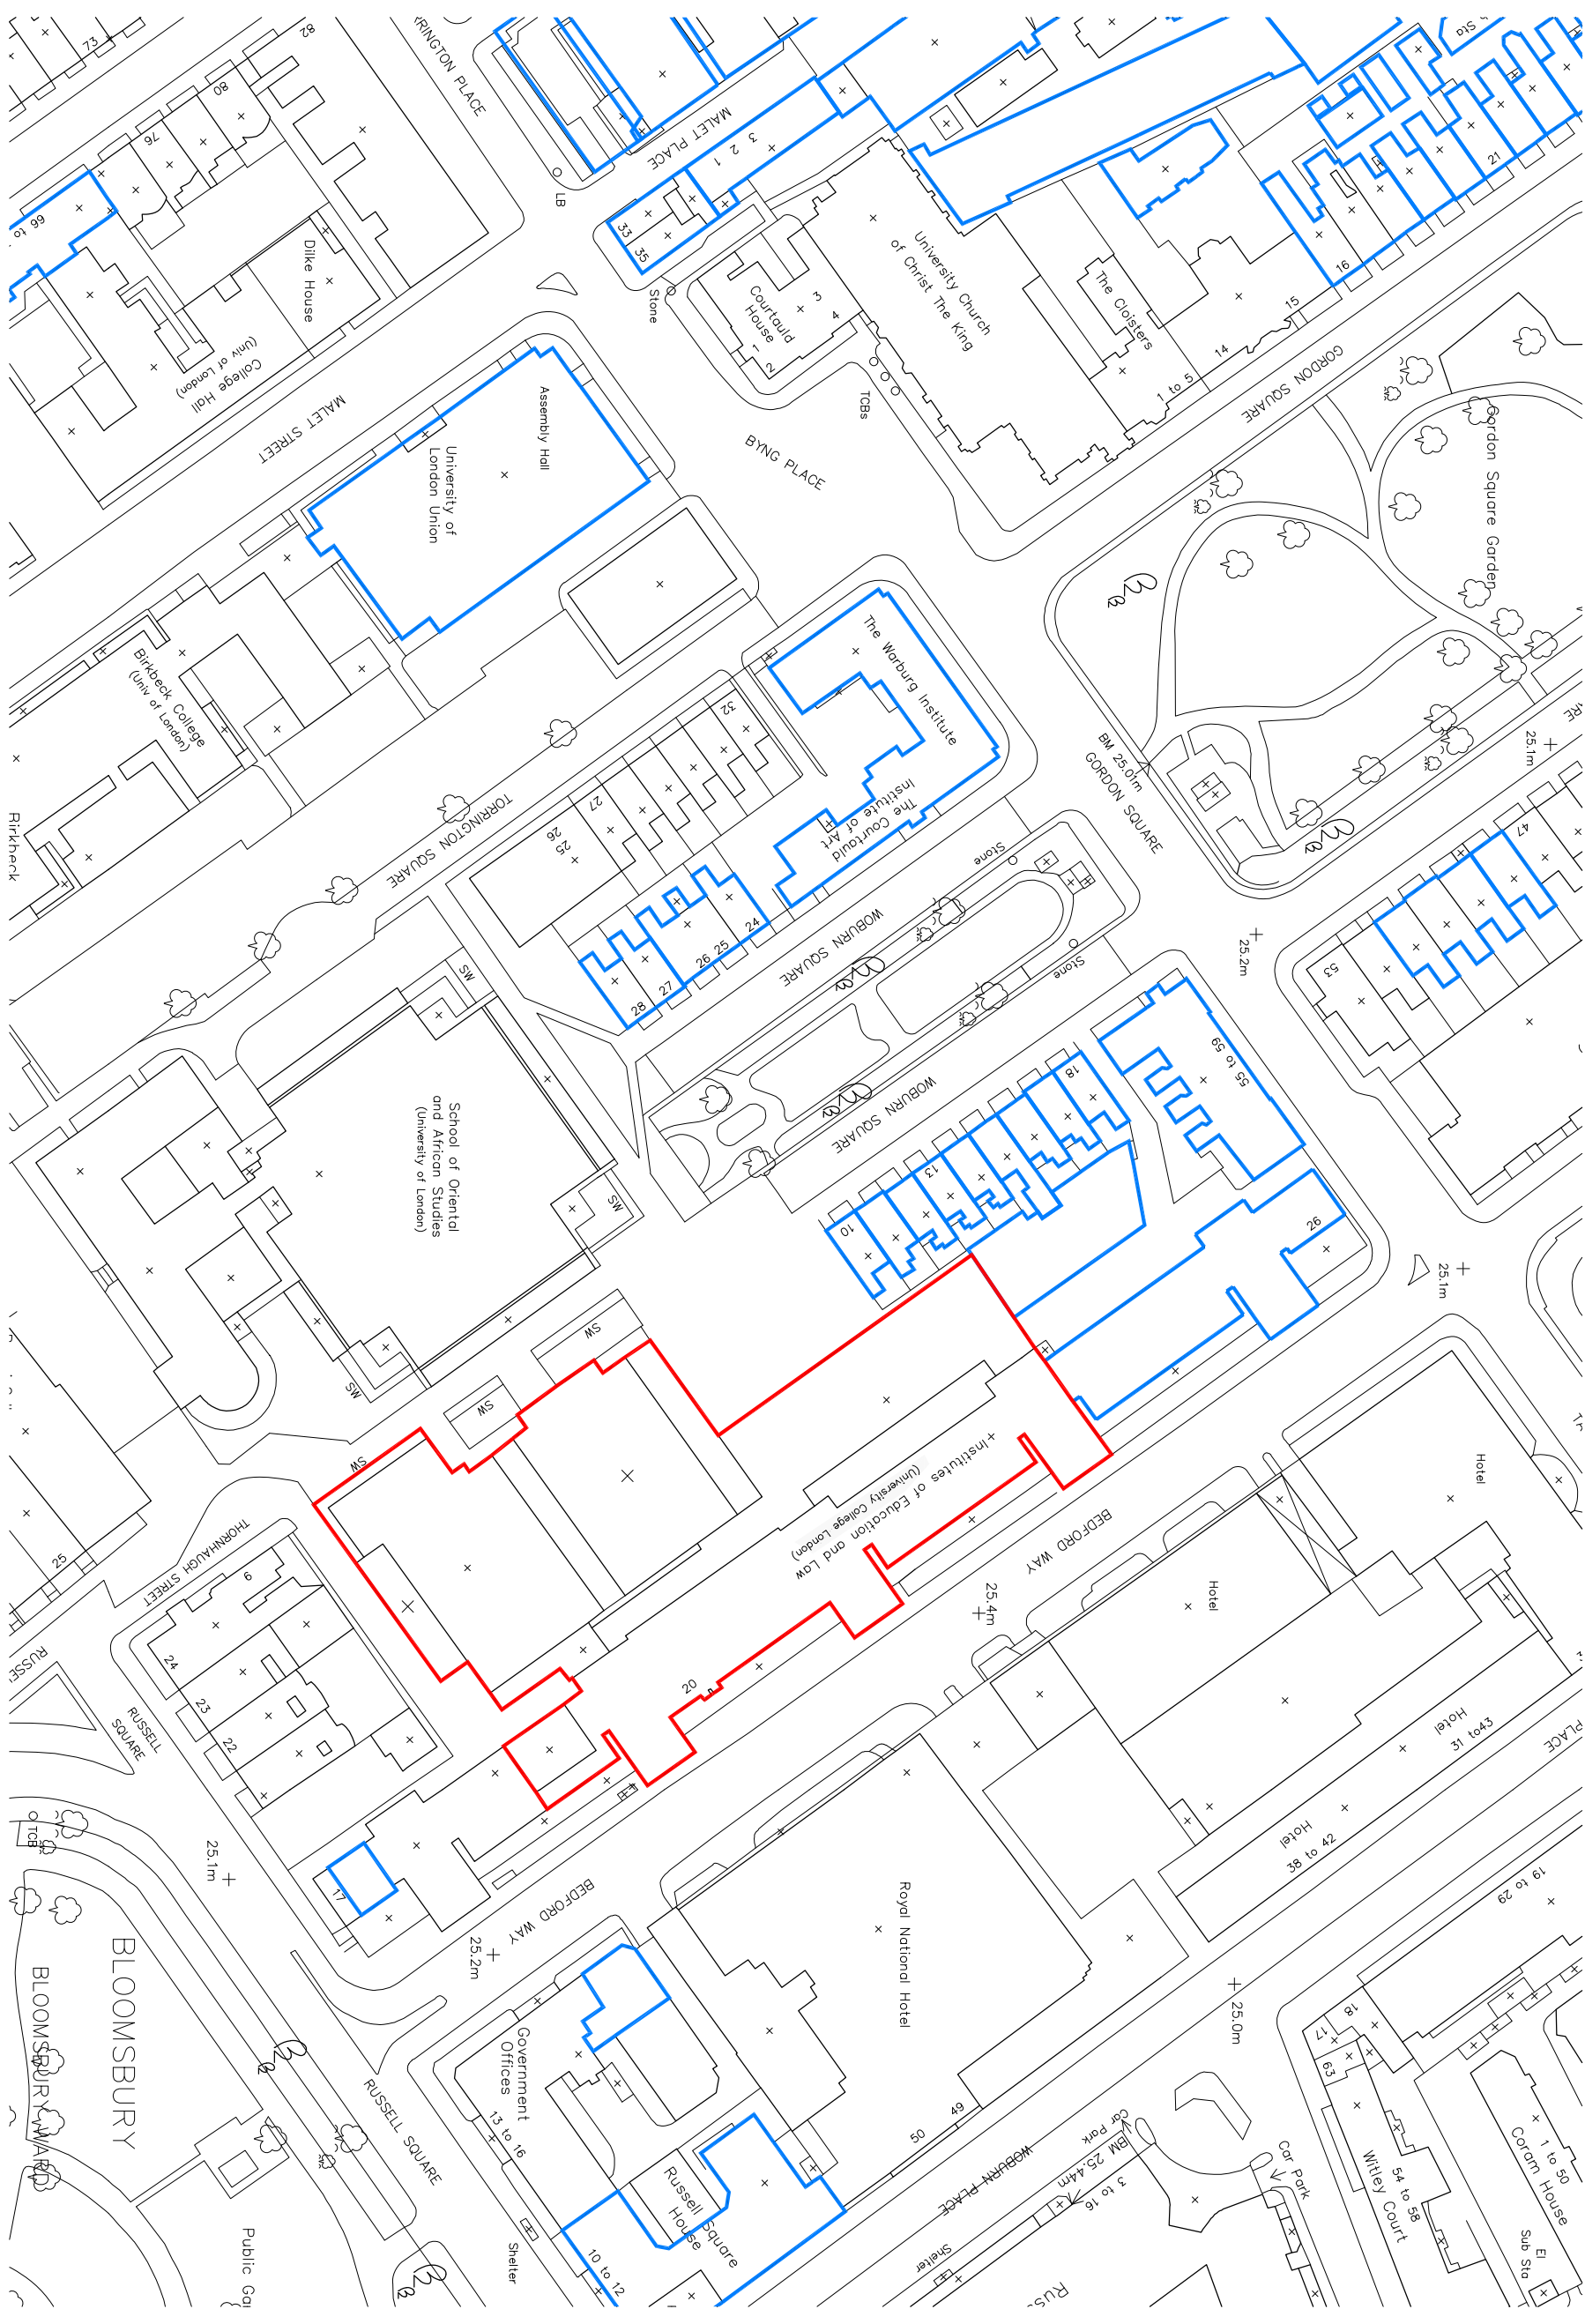 73
82
RRINGTON PLACE
80
76
66 to
Dilke House
College Hall
(Univ of London)
MALET STREET
LB
MALET PLACE
1 2 3
33
35
Stone
Courtauld
House
1
2
3
4
TCBs
BYNG PLACE
University Church
of Christ The King
The Cloisters
1 to 5
14
15
16
21
GORDON SQUARE
Gordon Square Garden
Assembly Hall
University of
London Union
Birkbeck College
(Univ of London)
Birkbeck
The Warburg Institute
The Courtauld
Institute of
Art
32
27
26
25
TORRINGTON SQUARE
24
25
26
27
28
WOBURN SQUARE
Stone
Stone
BM 25.01m
GORDON SQUARE
25.1m
47
53
25.2m
55 to 59
18
13
10
WOBURN SQUARE
26
25.1m
SW
SW
School of Oriental
and African Studies
(University of London)
SW
SW
SW
SW
THORNHAUGH STREET
25
9
24
23
22
RUSSELL
SQUARE
Institutes of Education and Law
(University College London)
BEDFORD WAY
25.4m
20
Hotel
Hotel
Hotel
31 to 43
Hotel
38 to 42
PLACE
19 to 29
TCB
25.1m
17
BEDFORD WAY
25.2m
Royal National Hotel
25.0m
BLOOMSBURY
BLOOMSBURY WARD
Government
Offices
13 to 16
RUSSELL SQUARE
Russell Square
House
10 to 12
Shelter
Public Ga
49
50
WOBURN PLACE
Car Park
BM 25.44m
3 to 16
Shelter
Car Park
17
18
63
54 to 58
Witley Court
1 to 50
Coram House
El
Sub Sta